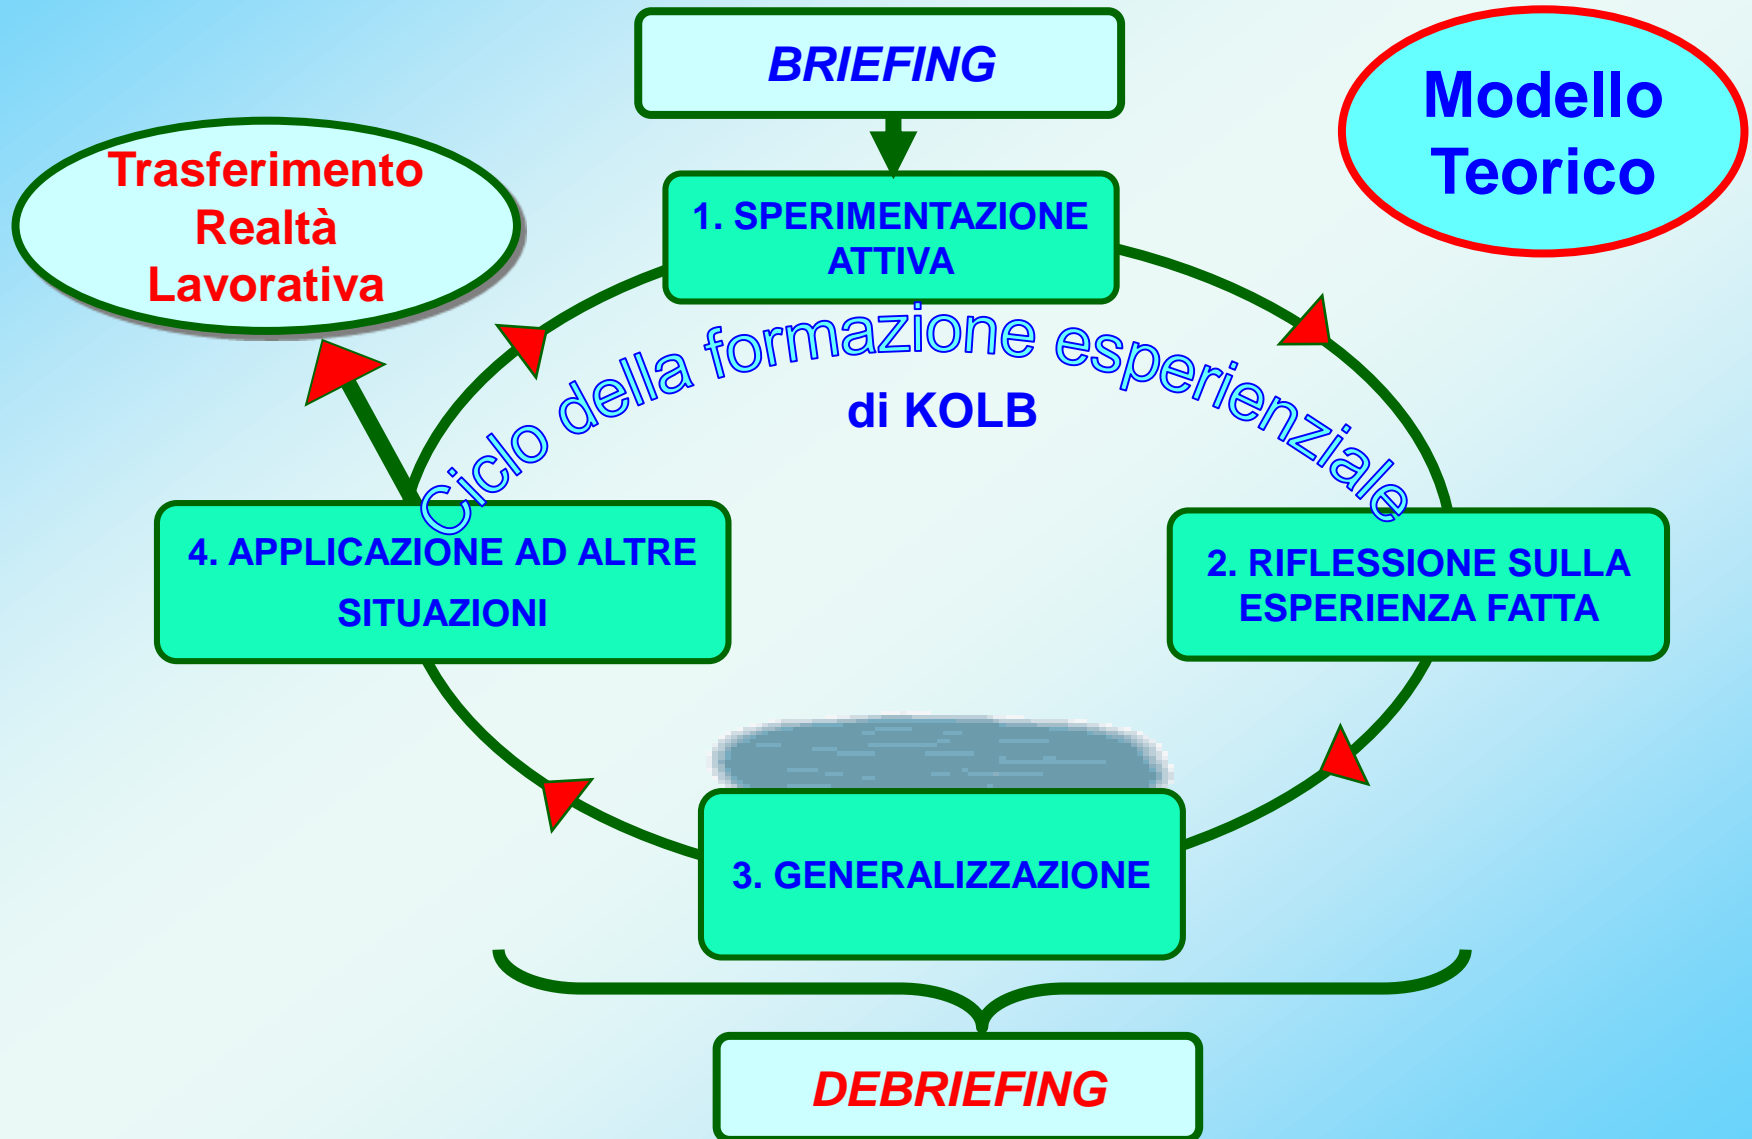 BRIEFING
Modello
Teorico
Trasferimento
Realtà
Lavorativa
1. SPERIMENTAZIONE
ATTIVA
Ciclo della formazione esperienziale
di KOLB
4. APPLICAZIONE AD ALTRE
SITUAZIONI
2. RIFLESSIONE SULLA
ESPERIENZA FATTA
3. GENERALIZZAZIONE
DEBRIEFING